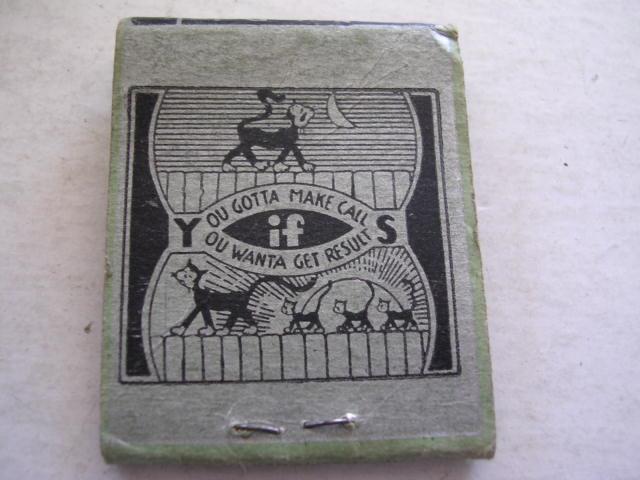 YOU GOTTA MAKE CALLS
if
YOU WANTA GET RESULTS